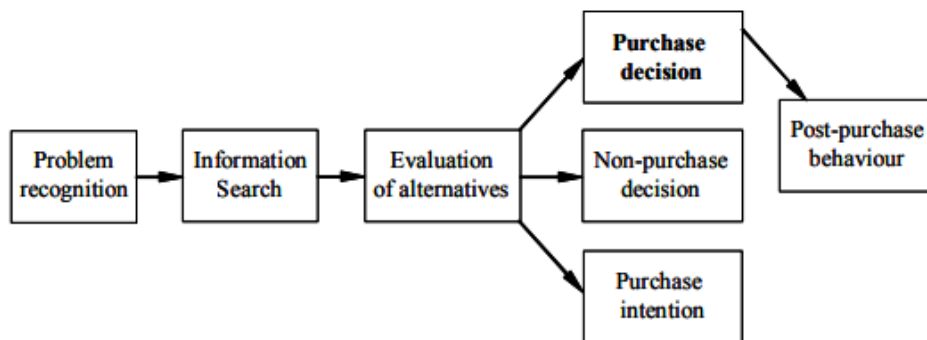 Problem
recognition
Information
Search
Evaluation
of alternatives
Purchase
decision
Non-purchase
decision
Purchase
intention
Post-purchase
behaviour